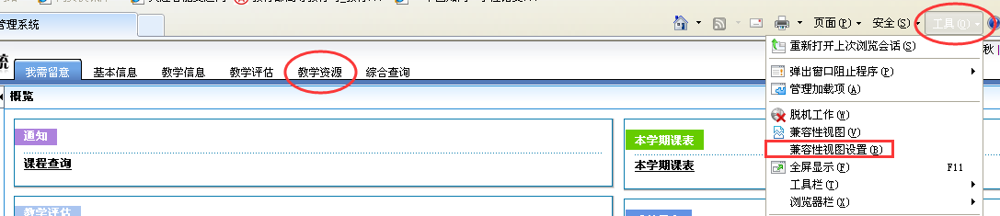 管理系统
页面(P) 安全(S) 工具(O)
统
我需留意 基本信息 教学信息 教学评估 教学资源 综合查询
秋
概览
通知
课程查询
本学期课表
本学期课表
教学评估
重新打开上次浏览会话(S)
弹出窗口阻止程序(P)
管理加载项(A)
脱机工作(W)
兼容性视图(V)
兼容性视图设置(B)
全屏显示(F) F11
工具栏(T)
浏览器栏(X)